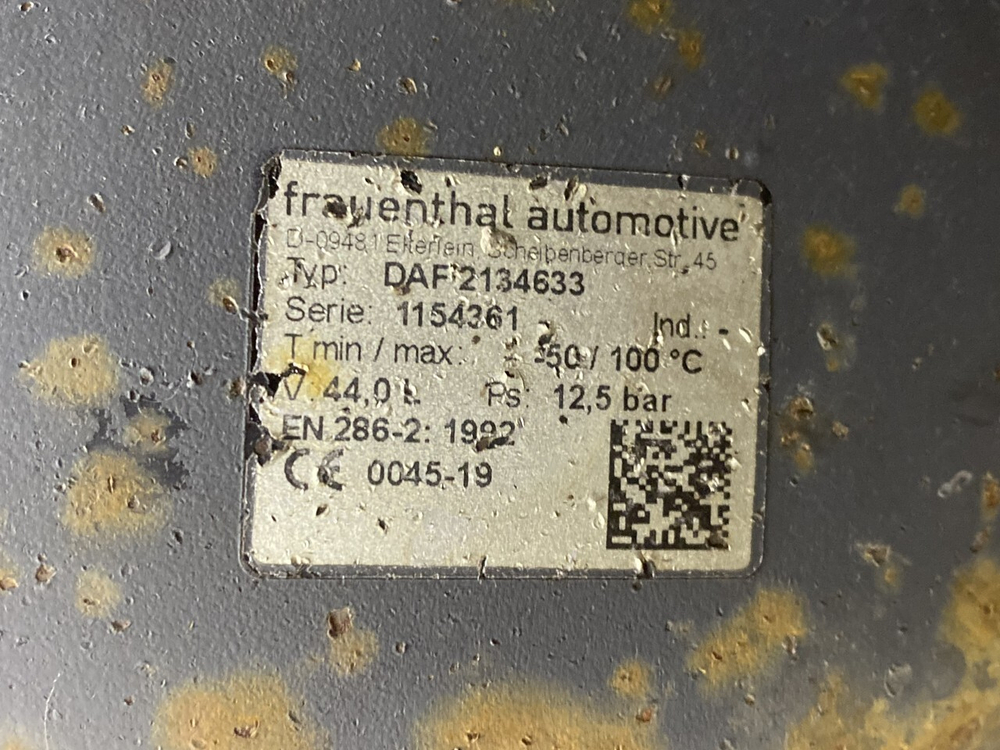 frauenthal automotive
D-09481 Elterlein, Scheibenberger Str. 45
Typ: DAF 2134633
Serie: 1154361 Ind.: -
T min / max: -50 / 100 °C
V: 44,0 L Ps: 12,5 bar
EN 286-2: 1992
CE 0045-19